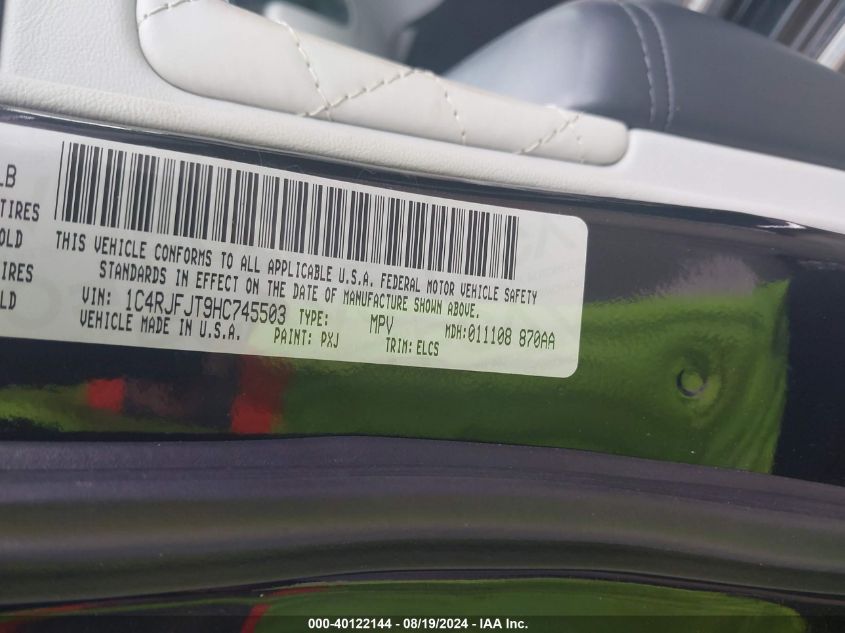 LB
TIRES
OLD
IRES
LD
THIS VEHICLE CONFORMS TO ALL APPLICABLE U.S.A. FEDERAL MOTOR VEHICLE SAFETY
STANDARDS IN EFFECT ON THE DATE OF MANUFACTURE SHOWN ABOVE.
VIN: 1C4RJFJT9HC745503 TYPE: MPV MDH:011108 870AA
VEHICLE MADE IN U.S.A. PAINT: PXJ TRIM: ELCS
000-40122144 - 08/19/2024 - IAA Inc.